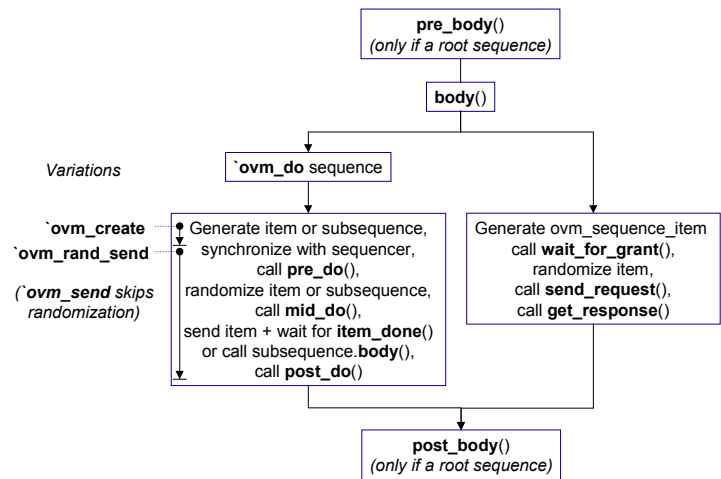 pre_body()
(only if a root sequence)
body()
Variations
`ovm_do sequence
`ovm_create
`ovm_rand_send
(`ovm_send skips
randomization)
Generate item or subsequence,
synchronize with sequencer,
call pre_do(),
randomize item or subsequence,
call mid_do(),
send item + wait for item_done()
or call subsequence.body(),
call post_do()
Generate ovm_sequence_item
call wait_for_grant(),
randomize item,
call send_request(),
call get_response()
post_body()
(only if a root sequence)